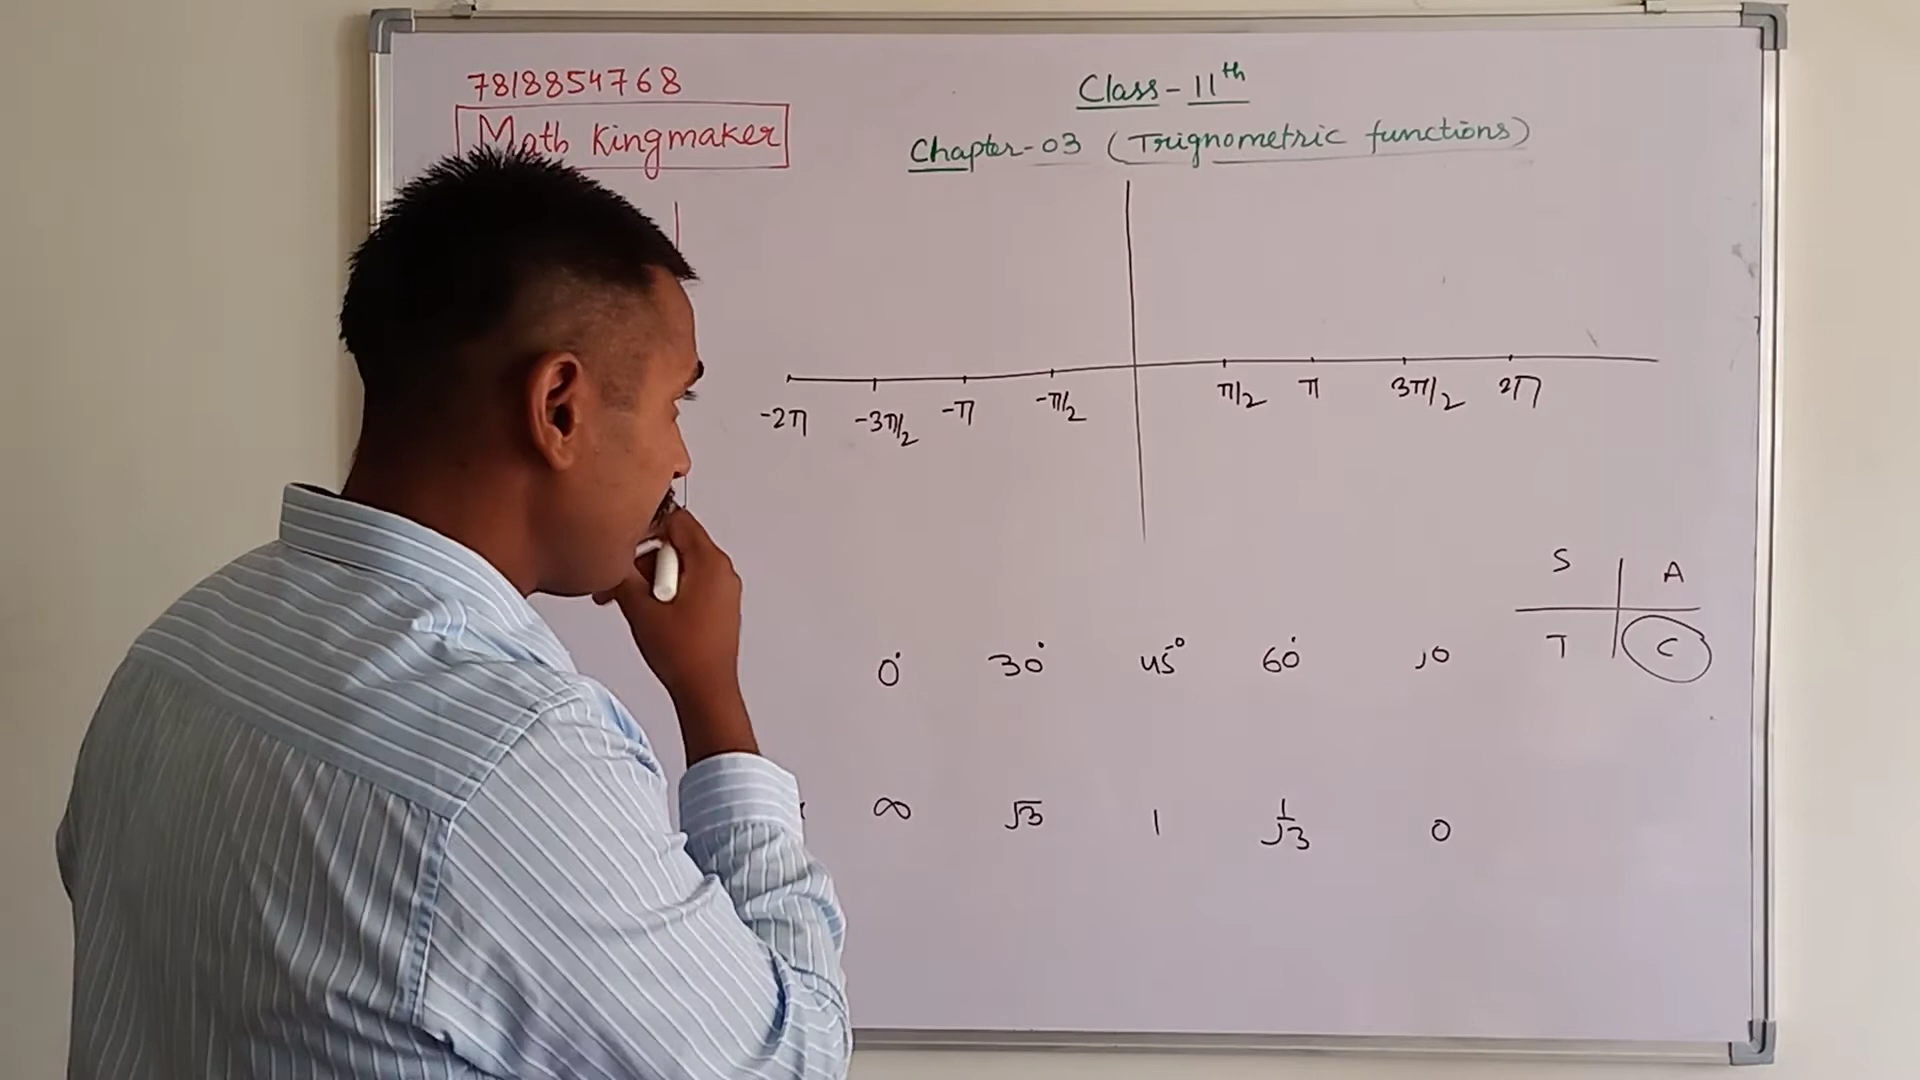 7818854768
Math Kingmaker
Class-11th
Chapter-03 (Trignometric functions)
-2π -3π/2 -π -π/2 π/2 π 3π/2 2π
S A
T C
0° 30° 45° 60°
∞ √3 1 1/√3 0